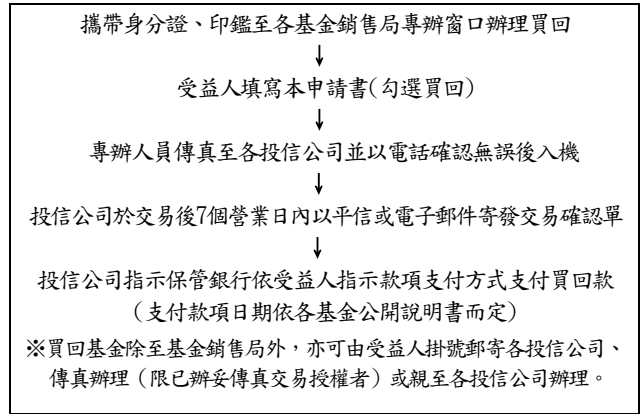 攜帶身分證、印鑑至各基金銷售局專辦窗口辦理買回
↓
受益人填寫本申請書(勾選買回)
↓
專辦人員傳真至各投信公司並以電話確認無誤後入機
↓
投信公司於交易後7個營業日內以平信或電子郵件寄發交易確認單
↓
投信公司指示保管銀行依受益人指示款項支付方式支付買回款
（支付款項日期依各基金公開說明書而定）
※買回基金除至基金銷售局外，亦可由受益人掛號郵寄各投信公司、
傳真辦理（限已辦妥傳真交易授權者）或親至各投信公司辦理。